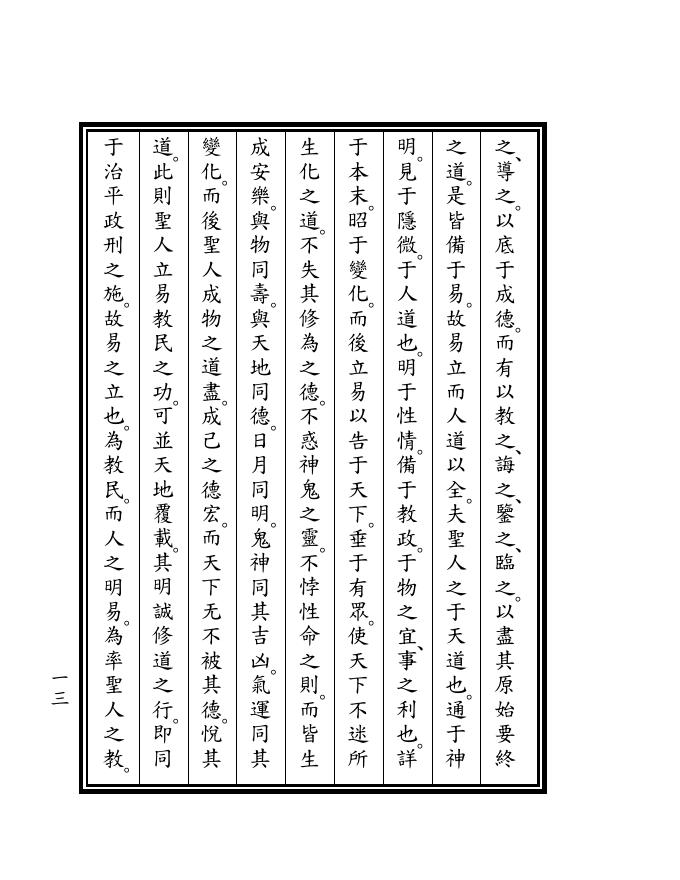 之、導之。以底于成德。而有以教之、誨之、鑒之、臨之。以盡其原始要終
之道。是皆備于易。故易立而人道以全。夫聖人之于天道也。通于神
明。見于隱微。于人道也。明于性情。備于教政。于物之宜、事之利也。詳
于本末。昭于變化。而後立易以告于天下。垂于有眾。使天下不迷所
生化之道。不失其修為之德。不惑神鬼之靈。不悖性命之則。而皆生
成安樂。與物同壽。與天地同德。日月同明。鬼神同其吉凶。氣運同其
變化。而後聖人成物之道盡。成己之德宏。而天下无不被其德。悅其
道。此則聖人立易教民之功。可並天地覆載。其明誠修道之行。即同
于治平政刑之施。故易之立也。為教民。而人之明易。為率聖人之教。
一三